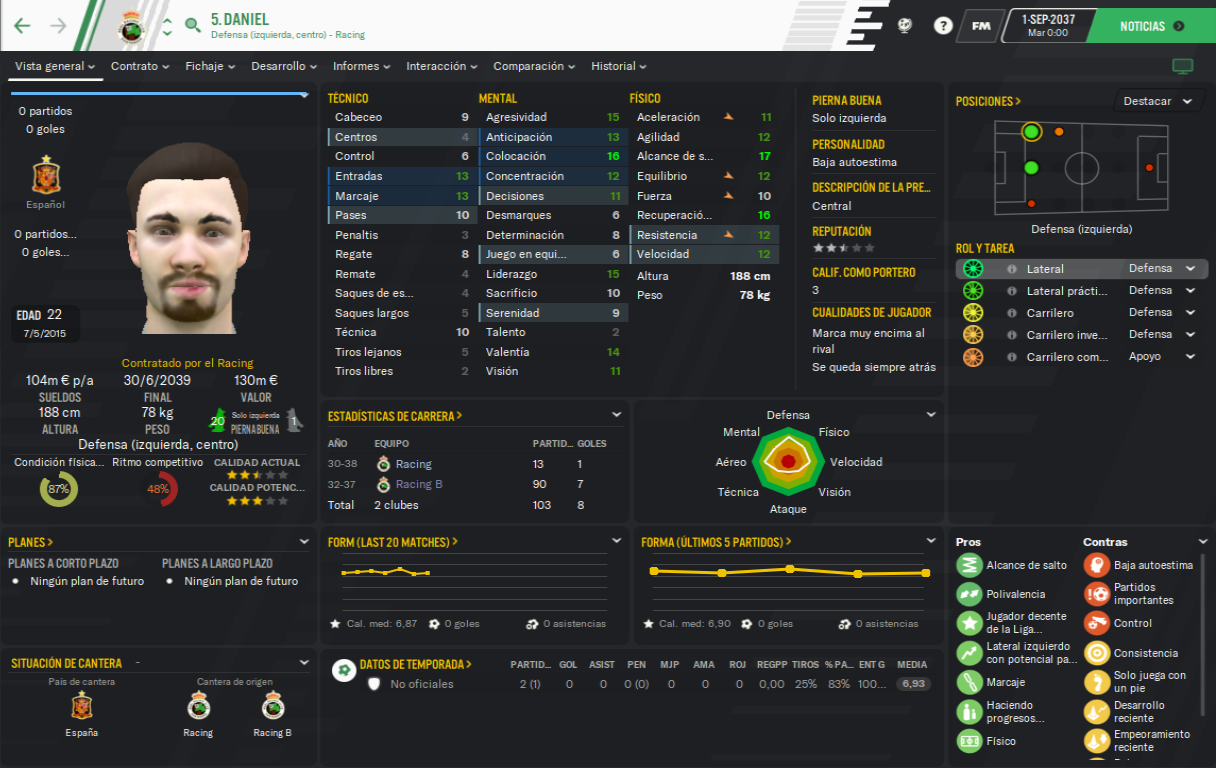 5. DANIEL
Defensa (izquierda, centro) - Racing
?
FM
1-SEP-2037
Mar 0:00
NOTICIAS
Vista general
Contrato
Fichaje
Desarrollo
Informes
Interacción
Comparación
Historial
0 partidos
0 goles
Español
0 partidos...
0 goles...
EDAD 22
7/5/2015
Contratado por el Racing
104m € p/a
30/6/2039
130m €
SUELDOS
FINAL
VALOR
188 cm
78 kg
20
Solo izquierda
1
ALTURA
PESO
PIERNA BUENA
Defensa (izquierda, centro)
Condición física...
Ritmo competitivo
CALIDAD ACTUAL
87%
48%
CALIDAD POTENC...
TÉCNICO
Cabeceo 9
Centros 4
Control 6
Entradas 13
Marcaje 13
Pases 10
Penaltis 3
Regate 8
Remate 4
Saques de es... 4
Saques largos 5
Técnica 10
Tiros lejanos 5
Tiros libres 2
MENTAL
Agresividad 15
Anticipación 13
Colocación 16
Concentración 12
Decisiones 11
Desmarques 6
Determinación 8
Juego en equi... 6
Liderazgo 15
Sacrificio 10
Serenidad 9
Talento 2
Valentía 14
Visión 11
FÍSICO
Aceleración 11
Agilidad 12
Alcance de s... 17
Equilibrio 12
Fuerza 10
Recuperació... 16
Resistencia 12
Velocidad 12
Altura 188 cm
Peso 78 kg
PIERNA BUENA
Solo izquierda
PERSONALIDAD
Baja autoestima
DESCRIPCIÓN DE LA PRE...
Central
REPUTACIÓN
CALIF. COMO PORTERO
3
CUALIDADES DE JUGADOR
Marca muy encima al
rival
Se queda siempre atrás
POSICIONES >
Destacar
Defensa (izquierda)
ROL Y TAREA
Lateral Defensa
Lateral prácti... Defensa
Carrilero Defensa
Carrilero inve... Defensa
Carrilero com... Apoyo
ESTADÍSTICAS DE CARRERA >
AÑO EQUIPO PARTID... GOLES
30-38 Racing 13 1
32-37 Racing B 90 7
Total 2 clubes 103 8
Defensa
Mental
Físico
Aéreo
Velocidad
Técnica
Visión
Ataque
PLANES >
PLANES A CORTO PLAZO
PLANES A LARGO PLAZO
• Ningún plan de futuro
• Ningún plan de futuro
FORM (LAST 20 MATCHES) >
Cal. med: 6,87
0 goles
0 asistencias
FORMA (ÚLTIMOS 5 PARTIDOS) >
Cal. med: 6,90
0 goles
0 asistencias
SITUACIÓN DE CANTERA -
País de cantera
Cantera de origen
España
Racing
Racing B
DATOS DE TEMPORADA >
PARTID... GOL ASIST PEN MJP AMA ROJ REGPP TIROS % PA... ENT G MEDIA
No oficiales 2 (1) 0 0 0 (0) 0 0 0 0,00 25% 83% 100... 6,93
Pros
Alcance de salto
Polivalencia
Jugador decente
de la Liga...
Lateral izquierdo
con potencial pa...
Marcaje
Haciendo
progresos...
Físico
Contras
Baja autoestima
Partidos
importantes
Control
Consistencia
Solo juega con
un pie
Desarrollo
reciente
Empeoramiento
reciente